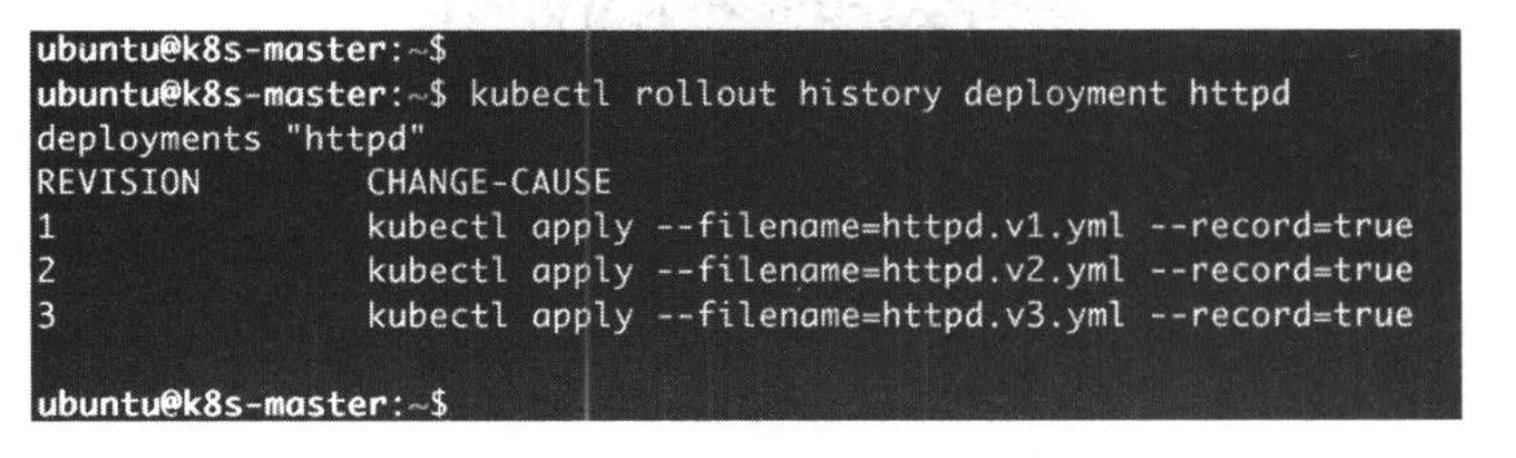 ubuntu@k8s-master:~$
ubuntu@k8s-master:~$ kubectl rollout history deployment httpd
deployments "httpd"
REVISION CHANGE-CAUSE
1 kubectl apply --filename=httpd.v1.yml --record=true
2 kubectl apply --filename=httpd.v2.yml --record=true
3 kubectl apply --filename=httpd.v3.yml --record=true
ubuntu@k8s-master:~$